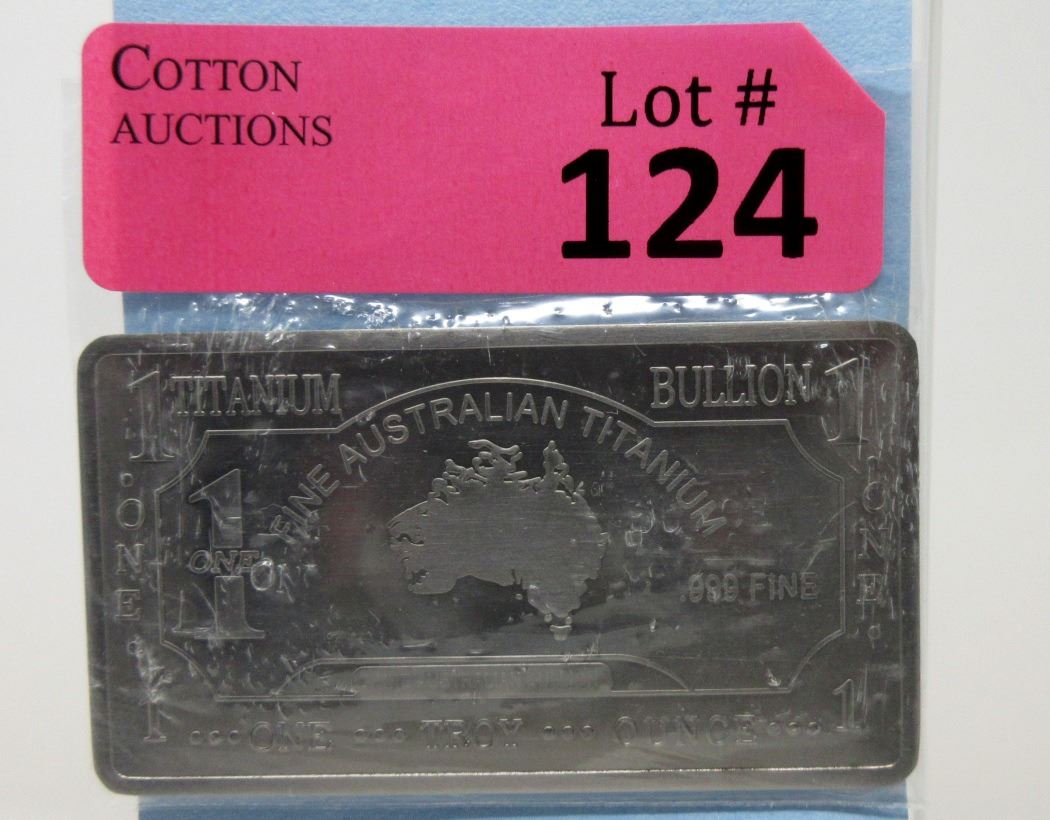 COTTON
AUCTIONS
Lot #
124
1 TITANIUM BULLION 1
FINE AUSTRALIAN TITANIUM
1
ONE
.999 FINE
·ONE·
·ONE·
1 ...ONE ... TROY ... OUNCE... 1